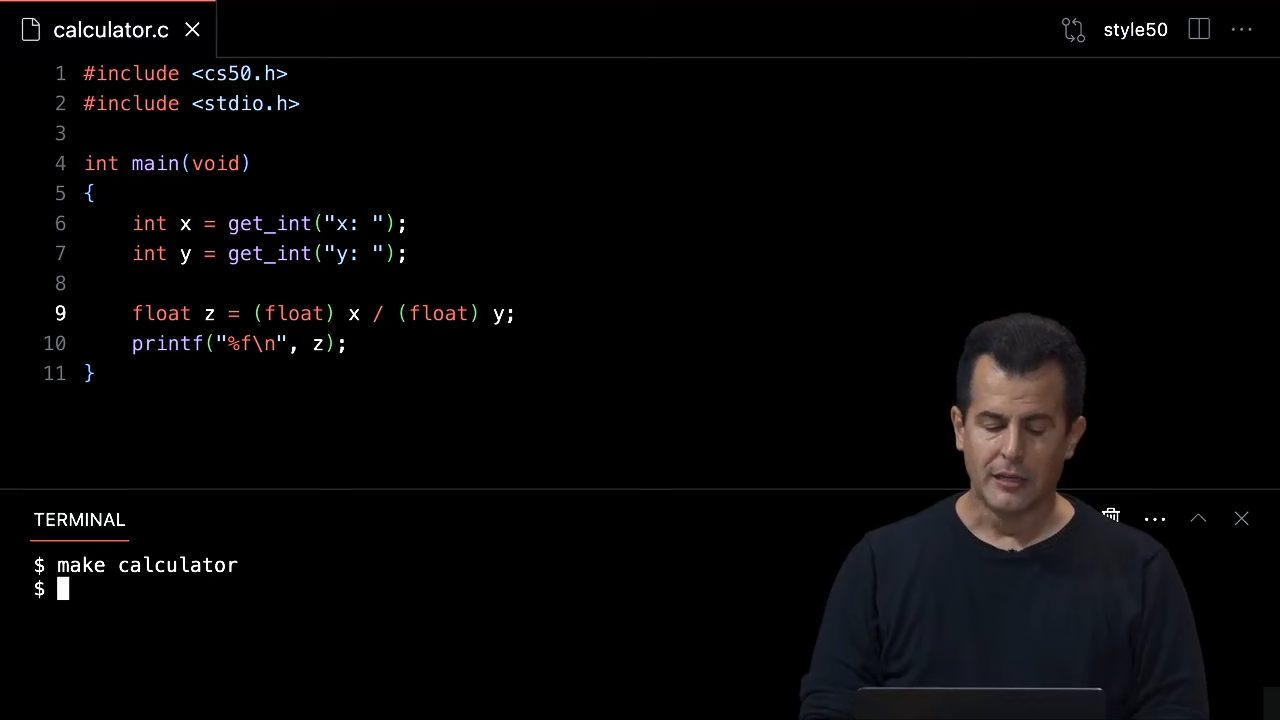 calculator.c
style50
1 #include <cs50.h>
2 #include <stdio.h>
3
4 int main(void)
5 {
6     int x = get_int("x: ");
7     int y = get_int("y: ");
8
9     float z = (float) x / (float) y;
10     printf("%f\n", z);
11 }
TERMINAL
$ make calculator
$